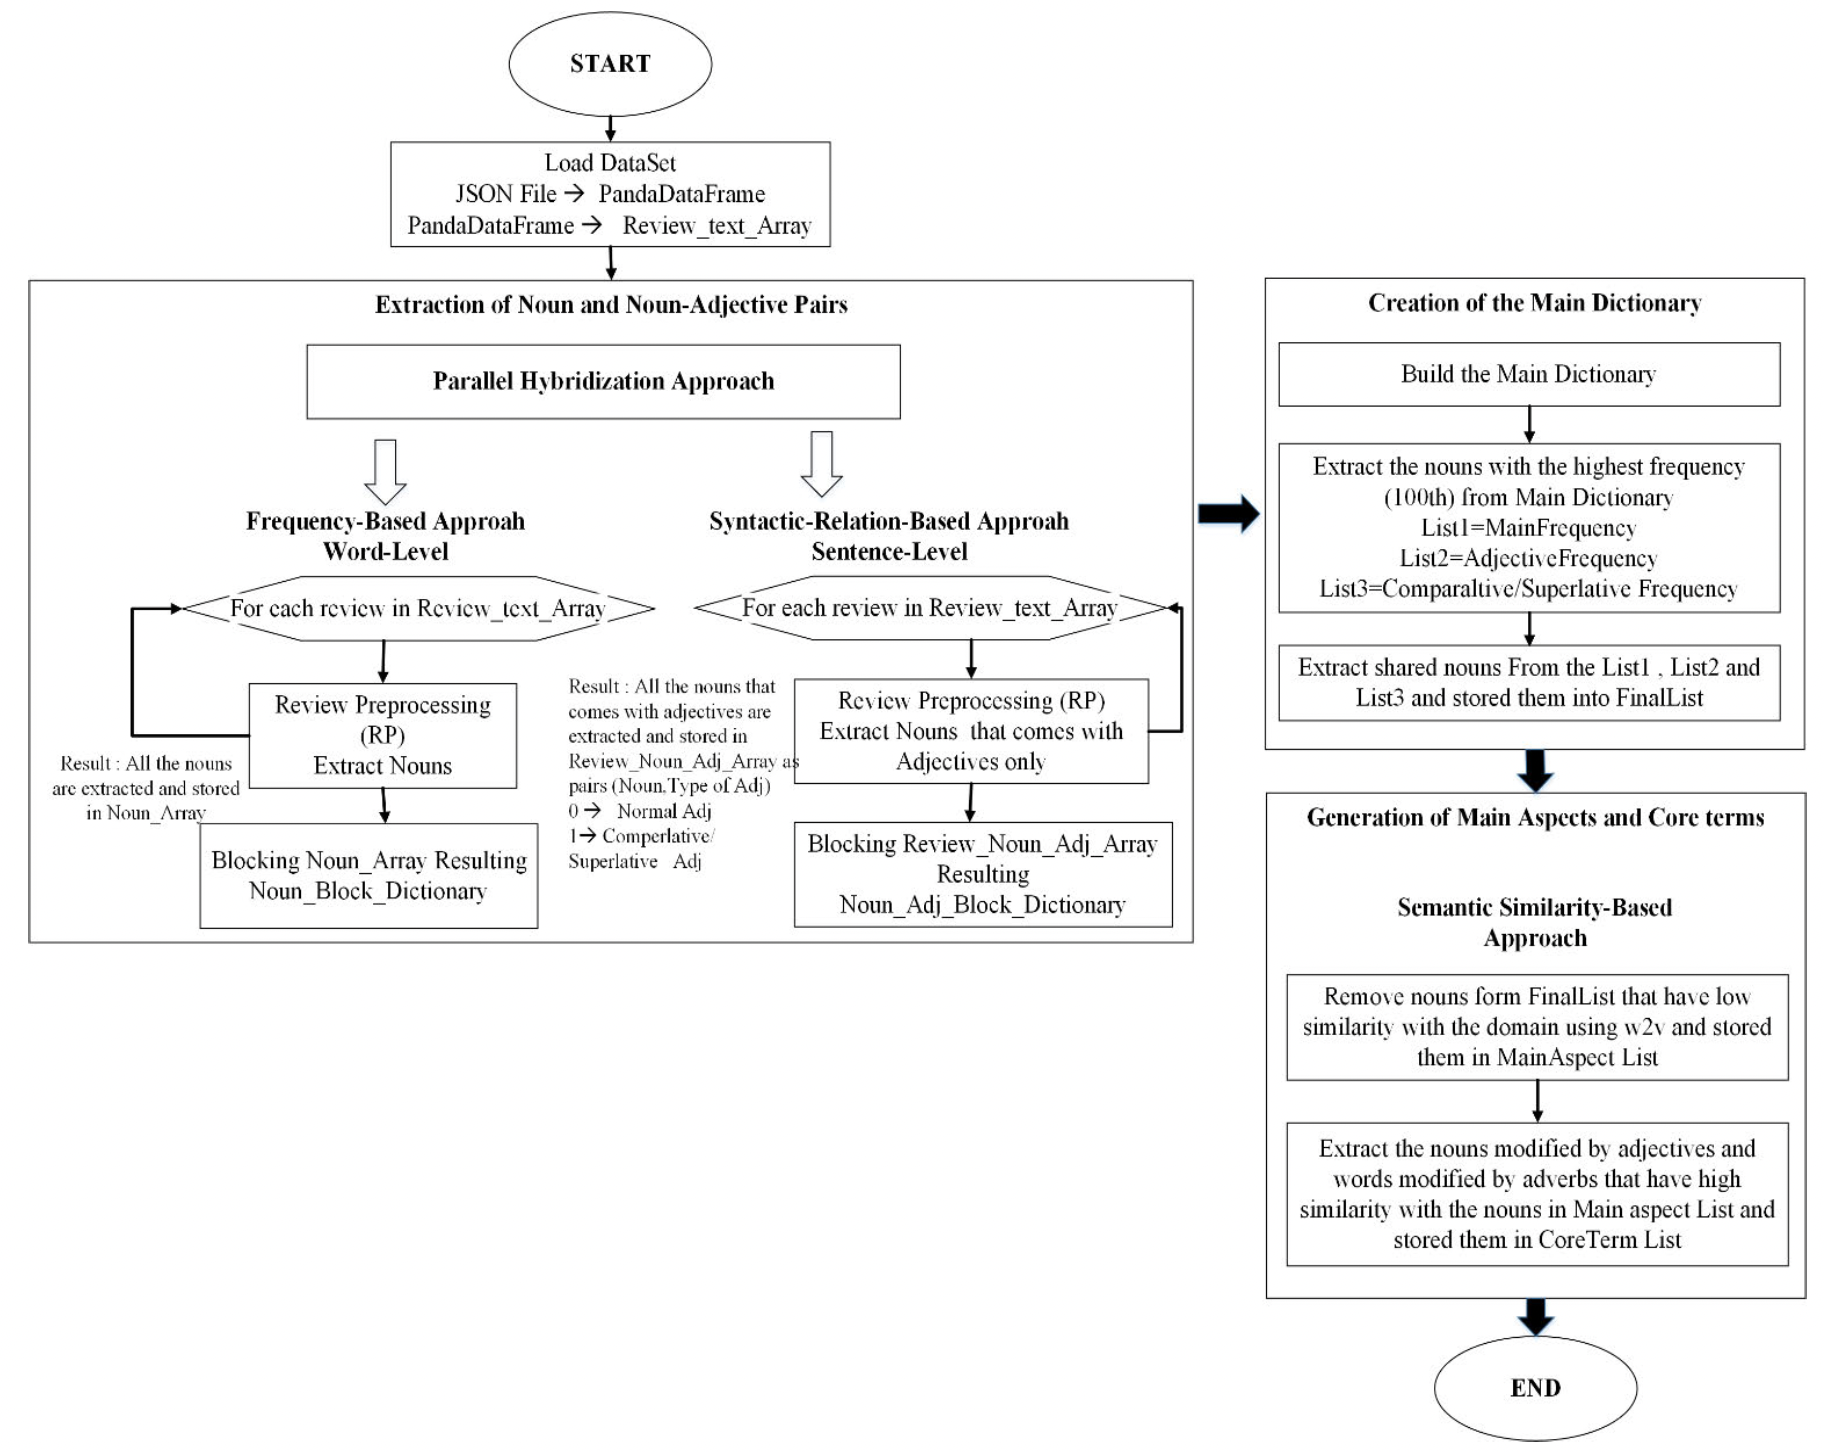 START
Load DataSet
JSON File → PandaDataFrame
PandaDataFrame → Review_text_Array
Extraction of Noun and Noun-Adjective Pairs
Parallel Hybridization Approach
Frequency-Based Approah
Word-Level
For each review in Review_text_Array
Review Preprocessing
(RP)
Extract Nouns
Result : All the nouns
are extracted and stored
in Noun_Array
Blocking Noun_Array Resulting
Noun_Block_Dictionary
Syntactic-Relation-Based Approah
Sentence-Level
For each review in Review_text_Array
Result : All the nouns that
comes with adjectives are
extracted and stored in
Review_Noun_Adj_Array as
pairs (Noun,Type of Adj)
0 → Normal Adj
1→ Comperlative/
Superlative Adj
Review Preprocessing (RP)
Extract Nouns that comes with
Adjectives only
Blocking Review_Noun_Adj_Array
Resulting
Noun_Adj_Block_Dictionary
Creation of the Main Dictionary
Build the Main Dictionary
Extract the nouns with the highest frequency
(100th) from Main Dictionary
List1=MainFrequency
List2=AdjectiveFrequency
List3=Comparaltive/Superlative Frequency
Extract shared nouns From the List1 , List2 and
List3 and stored them into FinalList
Generation of Main Aspects and Core terms
Semantic Similarity-Based
Approach
Remove nouns form FinalList that have low
similarity with the domain using w2v and stored
them in MainAspect List
Extract the nouns modified by adjectives and
words modified by adverbs that have high
similarity with the nouns in Main aspect List and
stored them in CoreTerm List
END